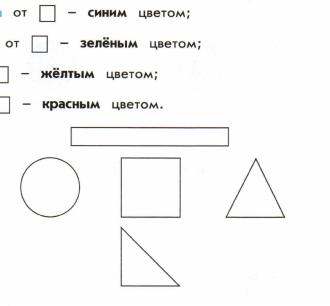 от □ – синим цветом;
от □ – зелёным цветом;
□ – жёлтым цветом;
□ – красным цветом.